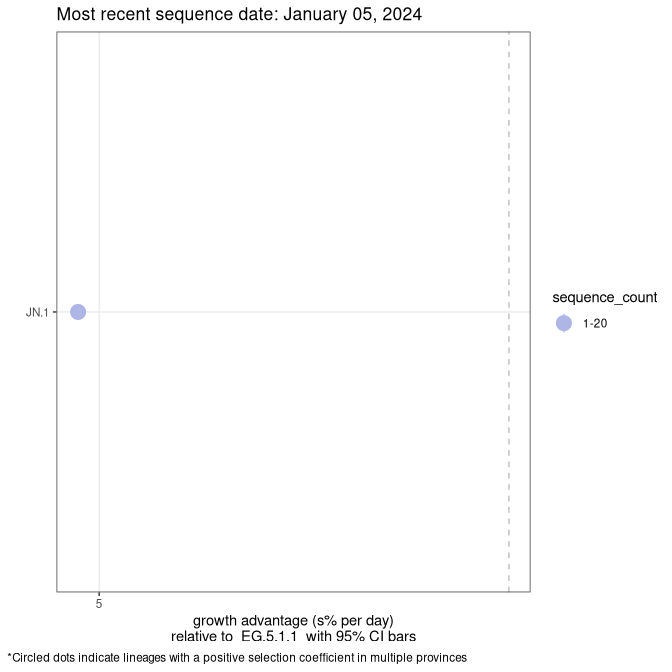 Most recent sequence date: January 05, 2024
JN.1
sequence_count
1-20
5
growth advantage (s% per day)
relative to  EG.5.1.1  with 95% CI bars
*Circled dots indicate lineages with a positive selection coefficient in multiple provinces